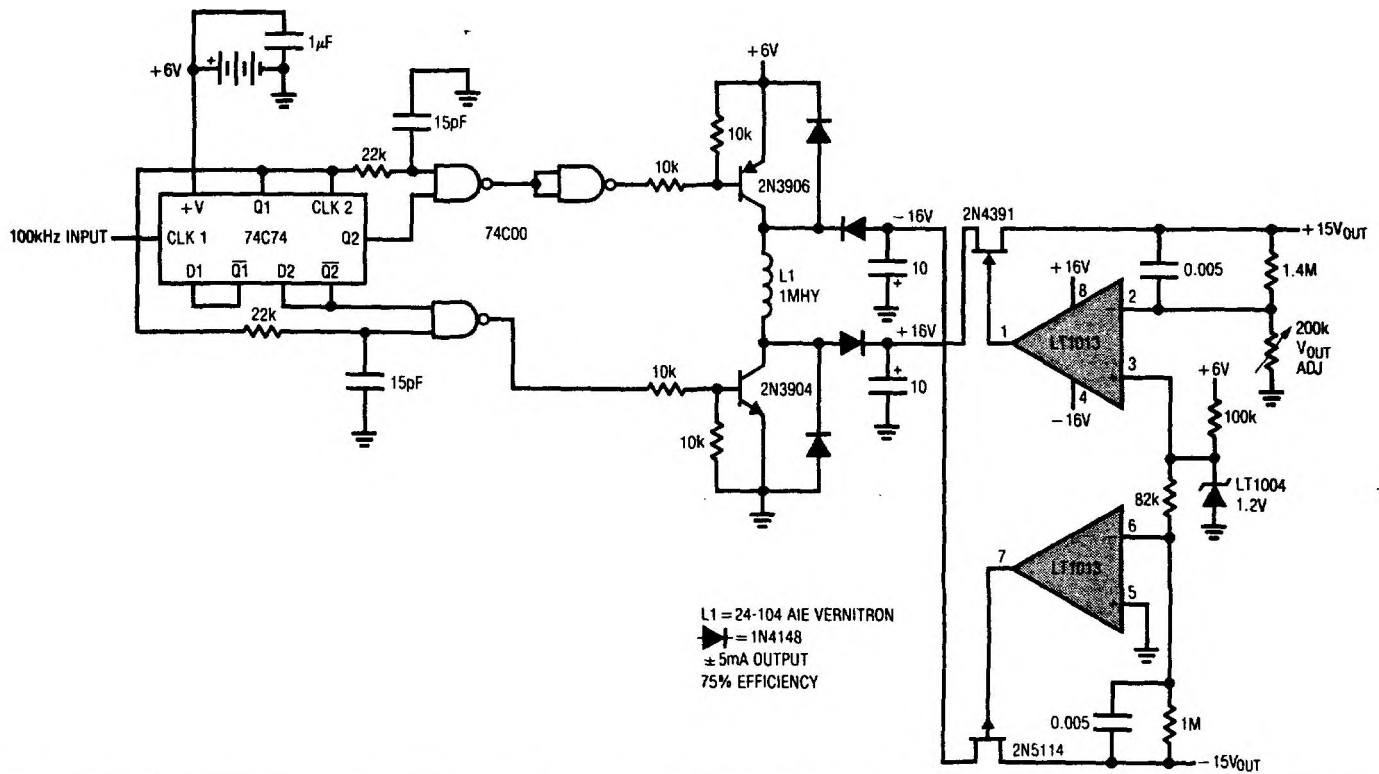 1µF
+6V
+
15pF
22k
+V
Q1
CLK 2
100kHz INPUT
CLK 1
74C74
Q2
D1
Q1
D2
Q2
74C00
22k
15pF
+6V
10k
10k
2N3906
L1
1MHY
10k
2N3904
10k
-16V
10
+
+16V
+
10
2N4391
+15VOUT
0.005
1.4M
+16V
8
2
−
1
LT1013
3
+
4
-16V
200k
VOUT
ADJ
+6V
100k
82k
LT1004
1.2V
6
−
7
LT1013
5
+
0.005
1M
2N5114
-15VOUT
L1 = 24-104 AIE VERNITRON
= 1N4148
± 5mA OUTPUT
75% EFFICIENCY